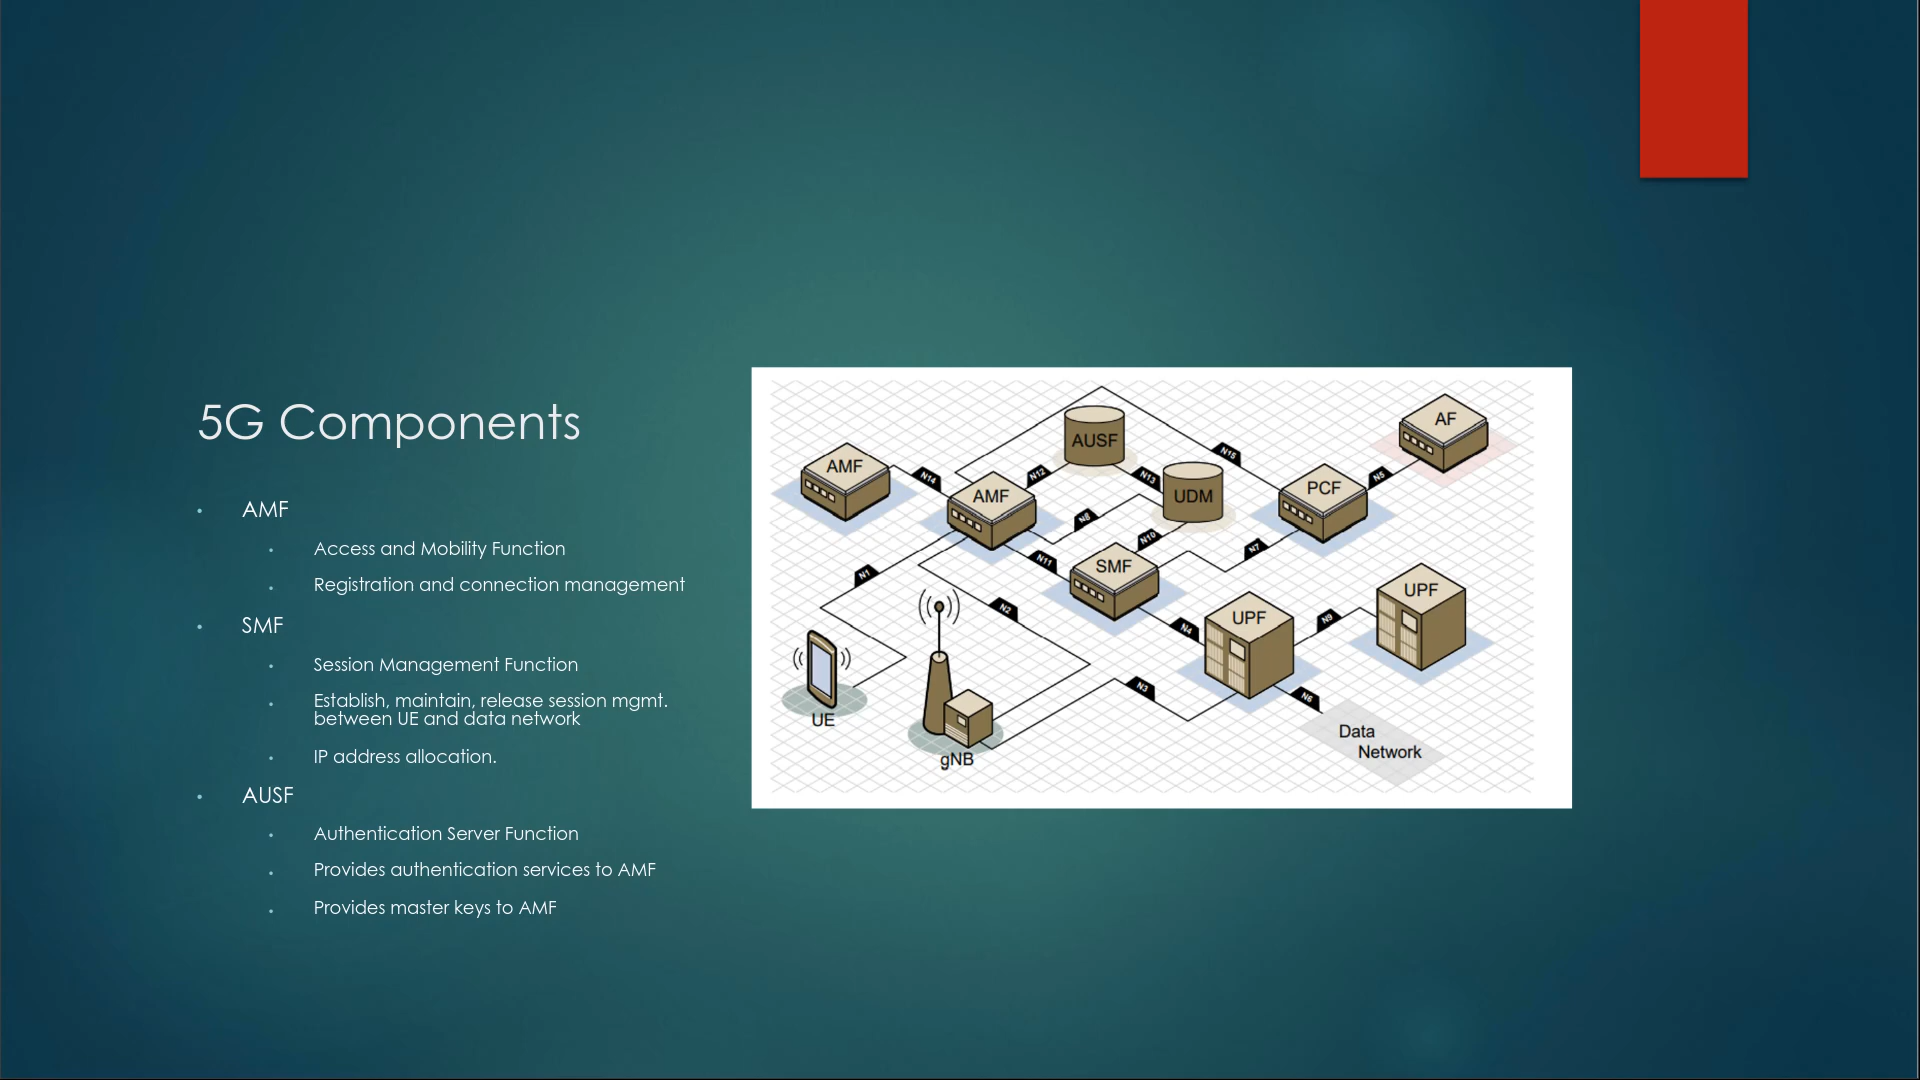 5G Components
AMF
Access and Mobility Function
Registration and connection management
SMF
Session Management Function
Establish, maintain, release session mgmt.
between UE and data network
IP address allocation.
AUSF
Authentication Server Function
Provides authentication services to AMF
Provides master keys to AMF
AF
AUSF
N15
AMF
N14
N12
N13
N5
AMF
UDM
PCF
N8
N10
N7
N11
SMF
N1
UPF
N2
UPF
N9
N4
N3
N6
UE
Data
Network
gNB